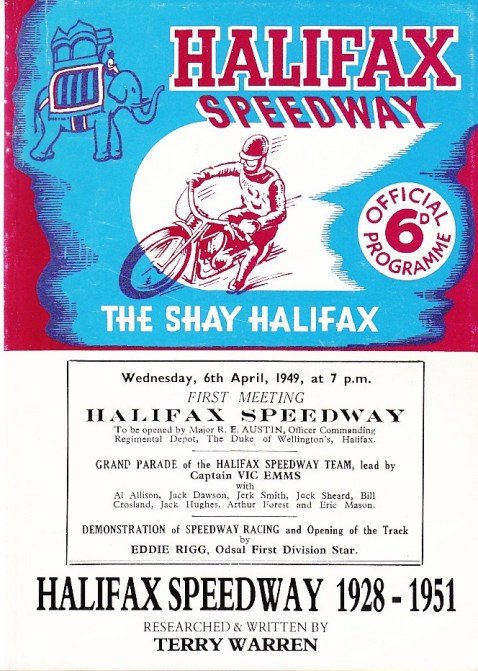 HALIFAX
SPEEDWAY
OFFICIAL
6D
PROGRAMME
THE SHAY HALIFAX
Wednesday, 6th April, 1949, at 7 p.m.
FIRST MEETING
HALIFAX SPEEDWAY
To be opened by Major R. E. AUSTIN, Officer Commanding
Regimental Depot, The Duke of Wellington's, Halifax.
GRAND PARADE of the HALIFAX SPEEDWAY TEAM, lead by
Captain VIC EMMS
with
Al Allison, Jack Dawson, Jerk Smith, Jock Sheard, Bill
Crosland, Jack Hughes. Arthur Forest and Eric Mason.
DEMONSTRATION of SPEEDWAY RACING and Opening of the Track
by
EDDIE RIGG, Odsal First Division Star.
HALIFAX SPEEDWAY 1928 - 1951
RESEARCHED & WRITTEN BY
TERRY WARREN